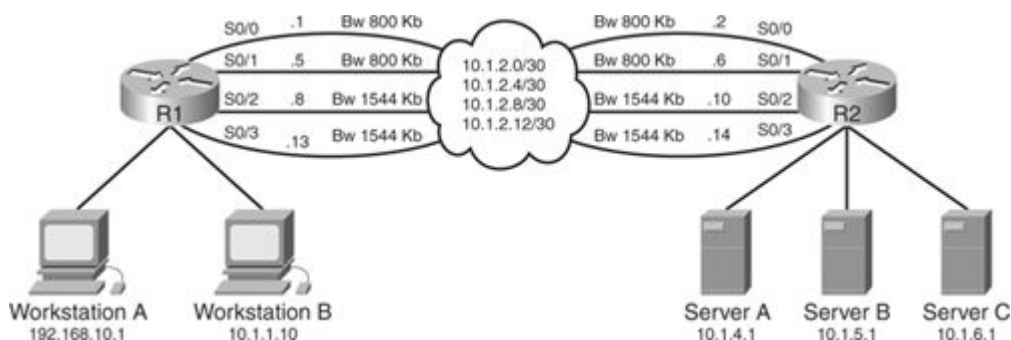 S0/0 .1 Bw 800 Kb
S0/1 .5 Bw 800 Kb
S0/2 .8 Bw 1544 Kb
S0/3 .13 Bw 1544 Kb
R1
10.1.2.0/30
10.1.2.4/30
10.1.2.8/30
10.1.2.12/30
Bw 800 Kb .2 S0/0
Bw 800 Kb .6 S0/1
Bw 1544 Kb .10 S0/2
Bw 1544 Kb .14 S0/3
R2
Workstation A
192.168.10.1
Workstation B
10.1.1.10
Server A
10.1.4.1
Server B
10.1.5.1
Server C
10.1.6.1